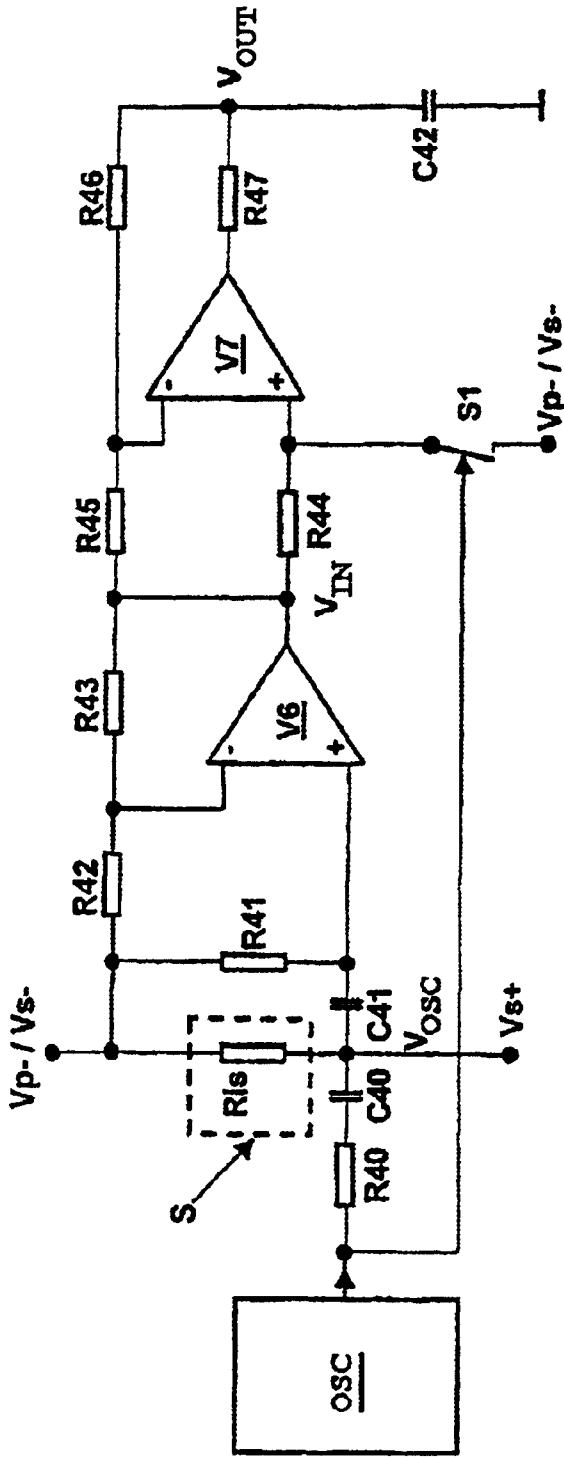 OSC
R40
C40
S
Ris
Vp- / Vs-
Vs+
VOSC
C41
R41
R42
R43
-
V6
+
VIN
R44
R45
-
V7
+
S1
Vp- / Vs-
R46
R47
VOUT
C42